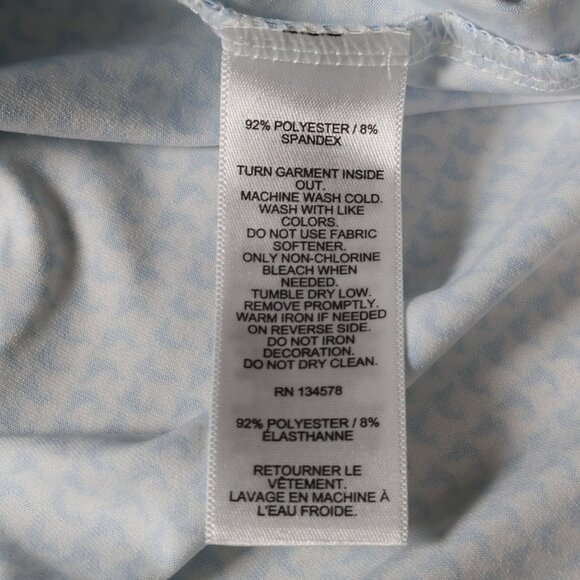 92% POLYESTER / 8%
SPANDEX
TURN GARMENT INSIDE
OUT.
MACHINE WASH COLD.
WASH WITH LIKE
COLORS.
DO NOT USE FABRIC
SOFTENER.
ONLY NON-CHLORINE
BLEACH WHEN
NEEDED.
TUMBLE DRY LOW.
REMOVE PROMPTLY.
WARM IRON IF NEEDED
ON REVERSE SIDE.
DO NOT IRON
DECORATION.
DO NOT DRY CLEAN.
RN 134578
92% POLYESTER / 8%
ÉLASTHANNE
RETOURNER LE
VÊTEMENT.
LAVAGE EN MACHINE À
L'EAU FROIDE.